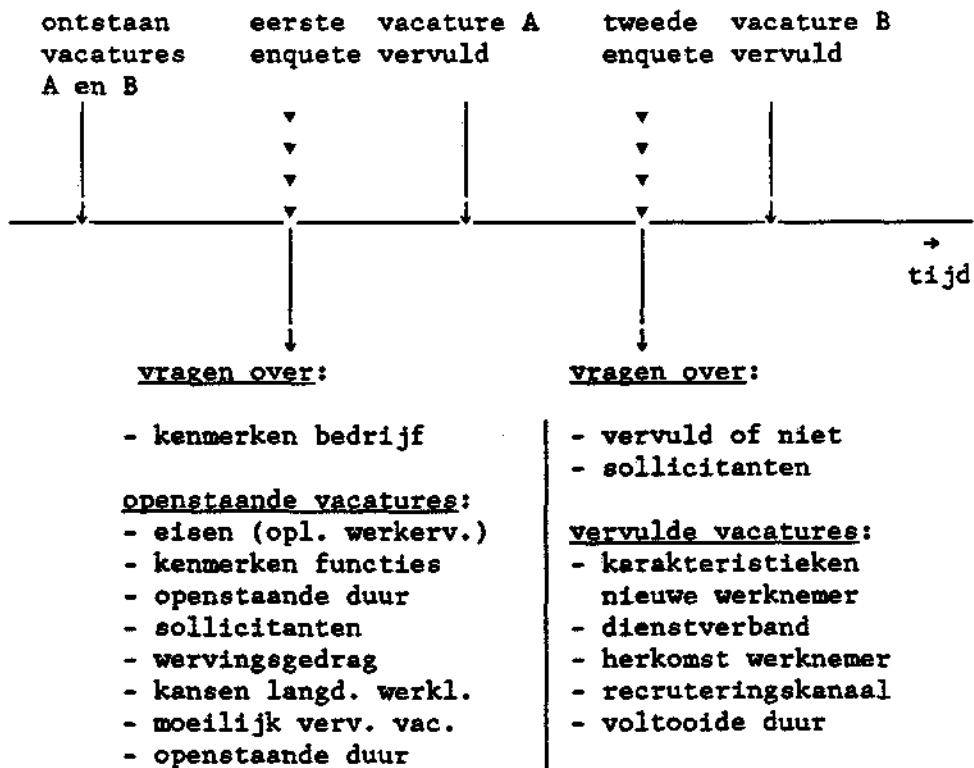 ontstaan eerste vacature A tweede vacature B
vacatures enquete vervuld enquete vervuld
A en B
→
tijd
vragen over:
- kenmerken bedrijf
openstaande vacatures:
- eisen (opl. werkerv.)
- kenmerken functies
- openstaande duur
- sollicitanten
- wervingsgedrag
- kansen langd. werkl.
- moeilijk verv. vac.
- openstaande duur
vragen over:
- vervuld of niet
- sollicitanten
vervulde vacatures:
- karakteristieken
nieuwe werknemer
- dienstverband
- herkomst werknemer
- recruteringskanaal
- voltooide duur